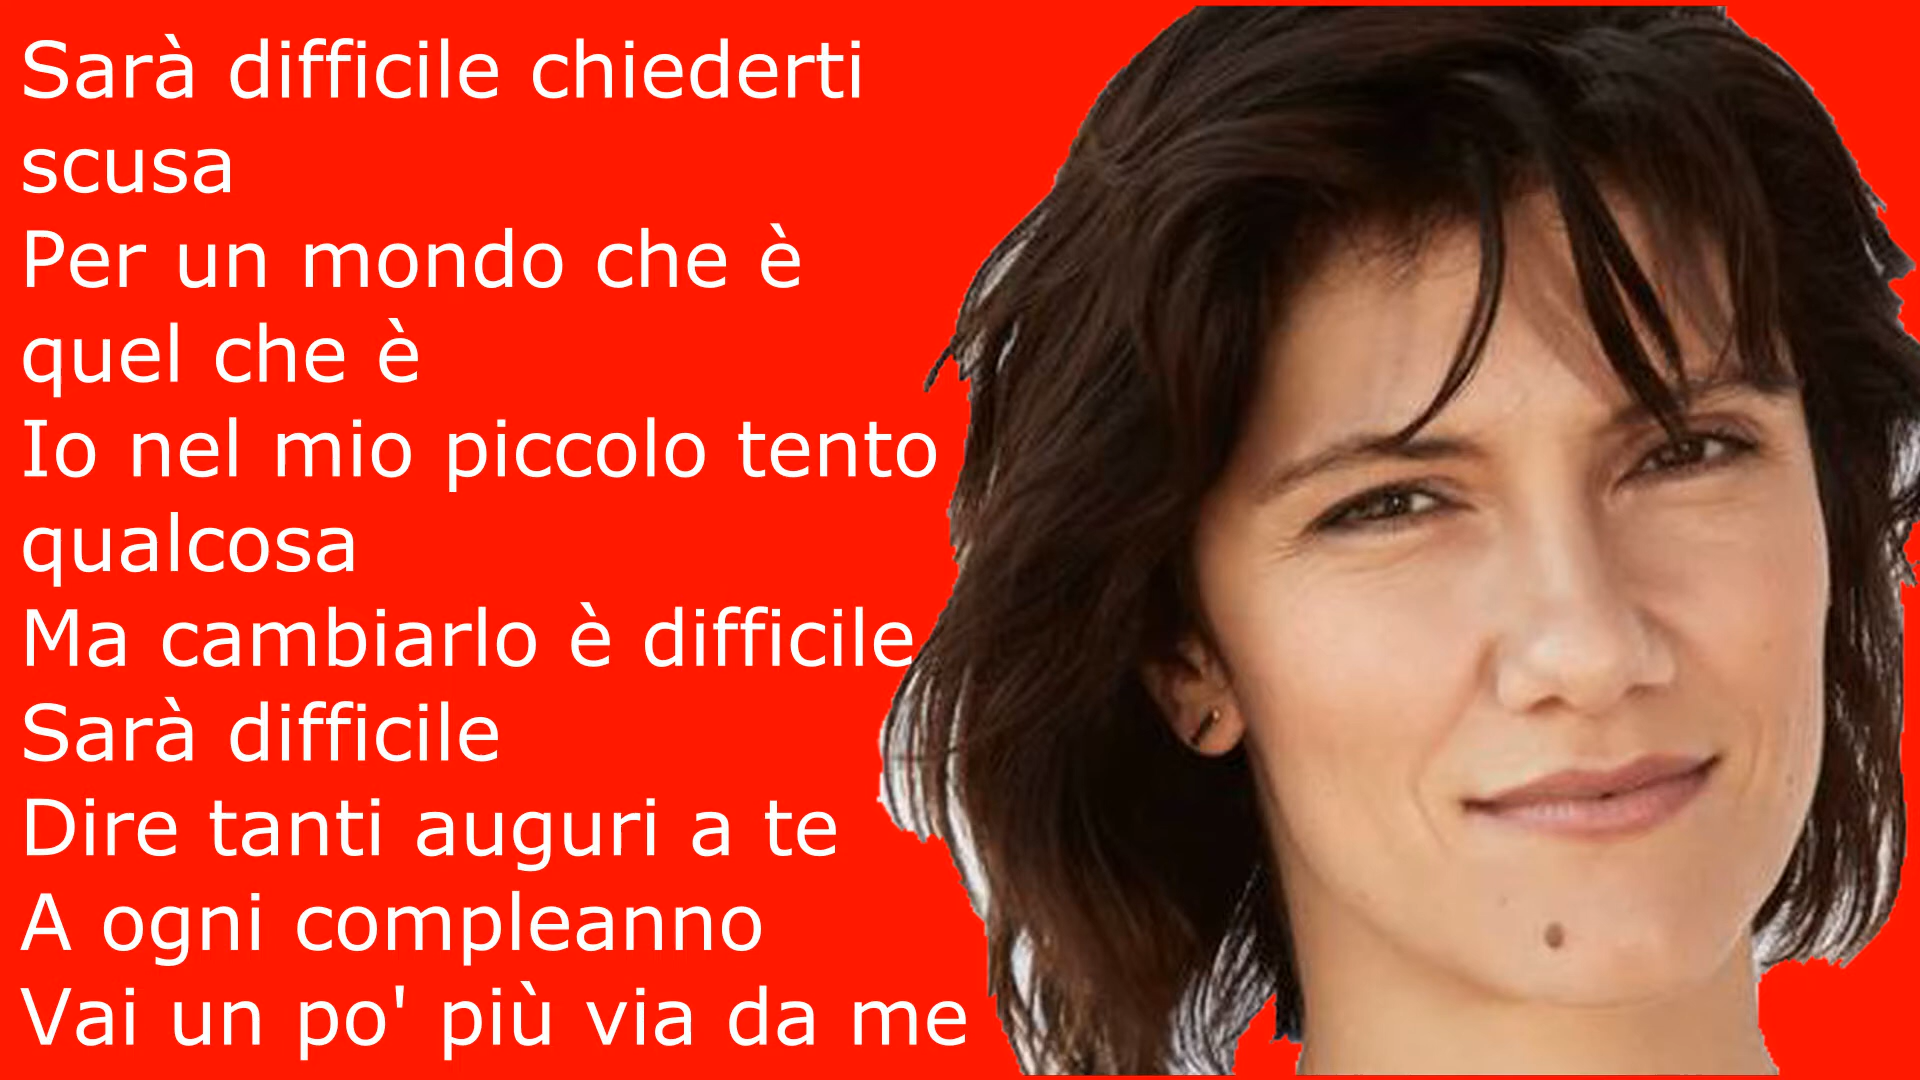 Sarà difficile chiederti
scusa
Per un mondo che è
quel che è
Io nel mio piccolo tento
qualcosa
Ma cambiarlo è difficile
Sarà difficile
Dire tanti auguri a te
A ogni compleanno
Vai un po' più via da me